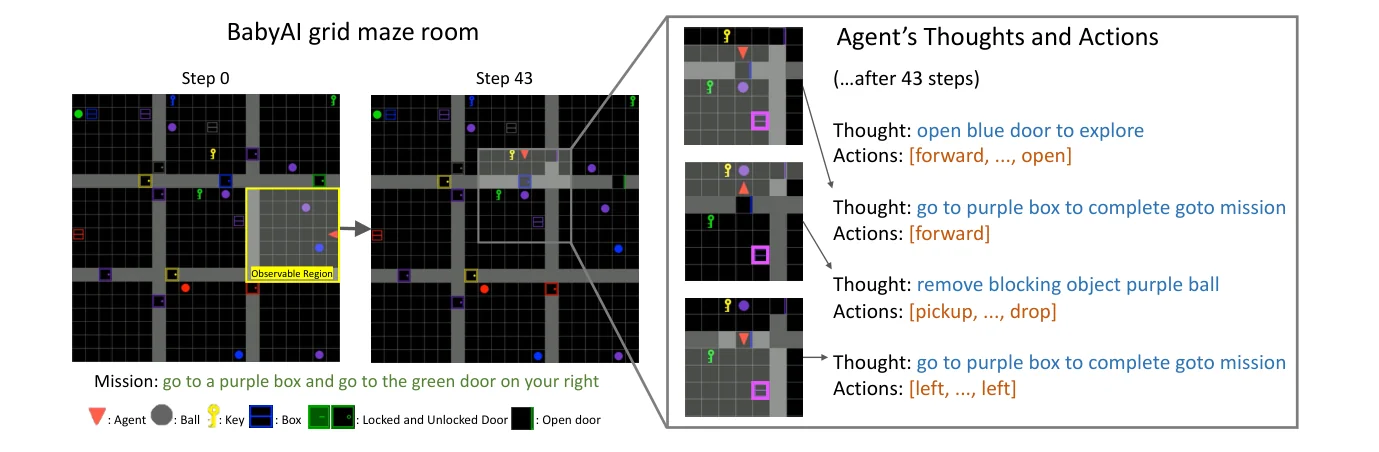 BabyAI grid maze room
Step 0
Step 43
Observable Region
Mission: go to a purple box and go to the green door on your right
: Agent : Ball : Key : Box : Locked and Unlocked Door : Open door
Agent's Thoughts and Actions
(...after 43 steps)
Thought: open blue door to explore
Actions: [forward, ..., open]
Thought: go to purple box to complete goto mission
Actions: [forward]
Thought: remove blocking object purple ball
Actions: [pickup, ..., drop]
Thought: go to purple box to complete goto mission
Actions: [left, ..., left]